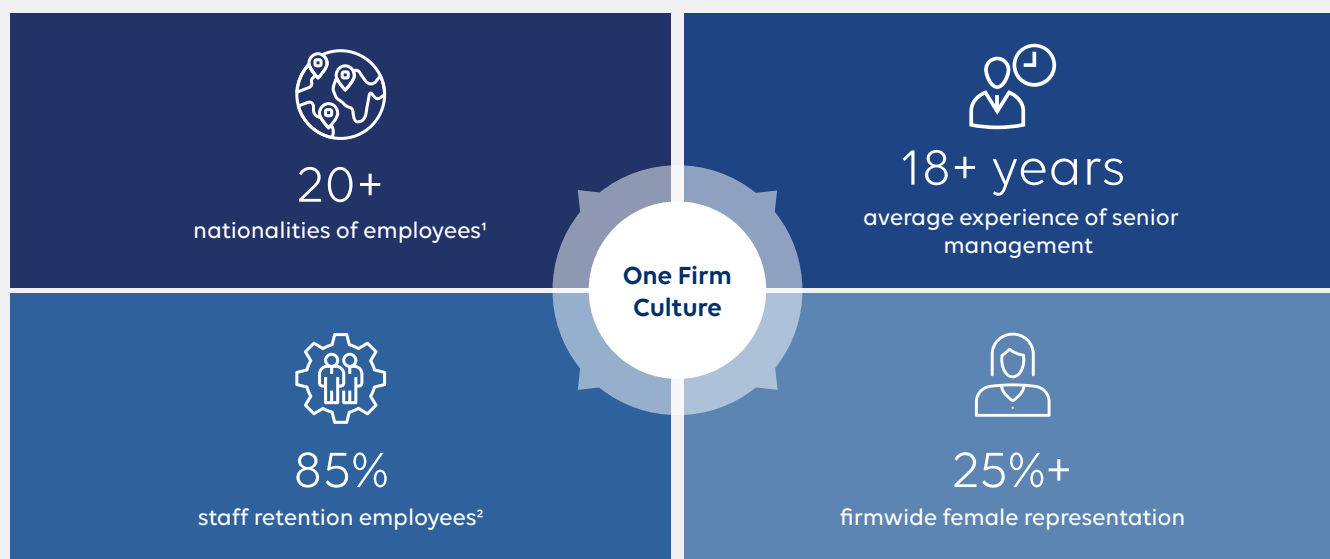 20+
nationalities of employees¹
18+ years
average experience of senior
management
One Firm
Culture
85%
staff retention employees²
25%+
firmwide female representation